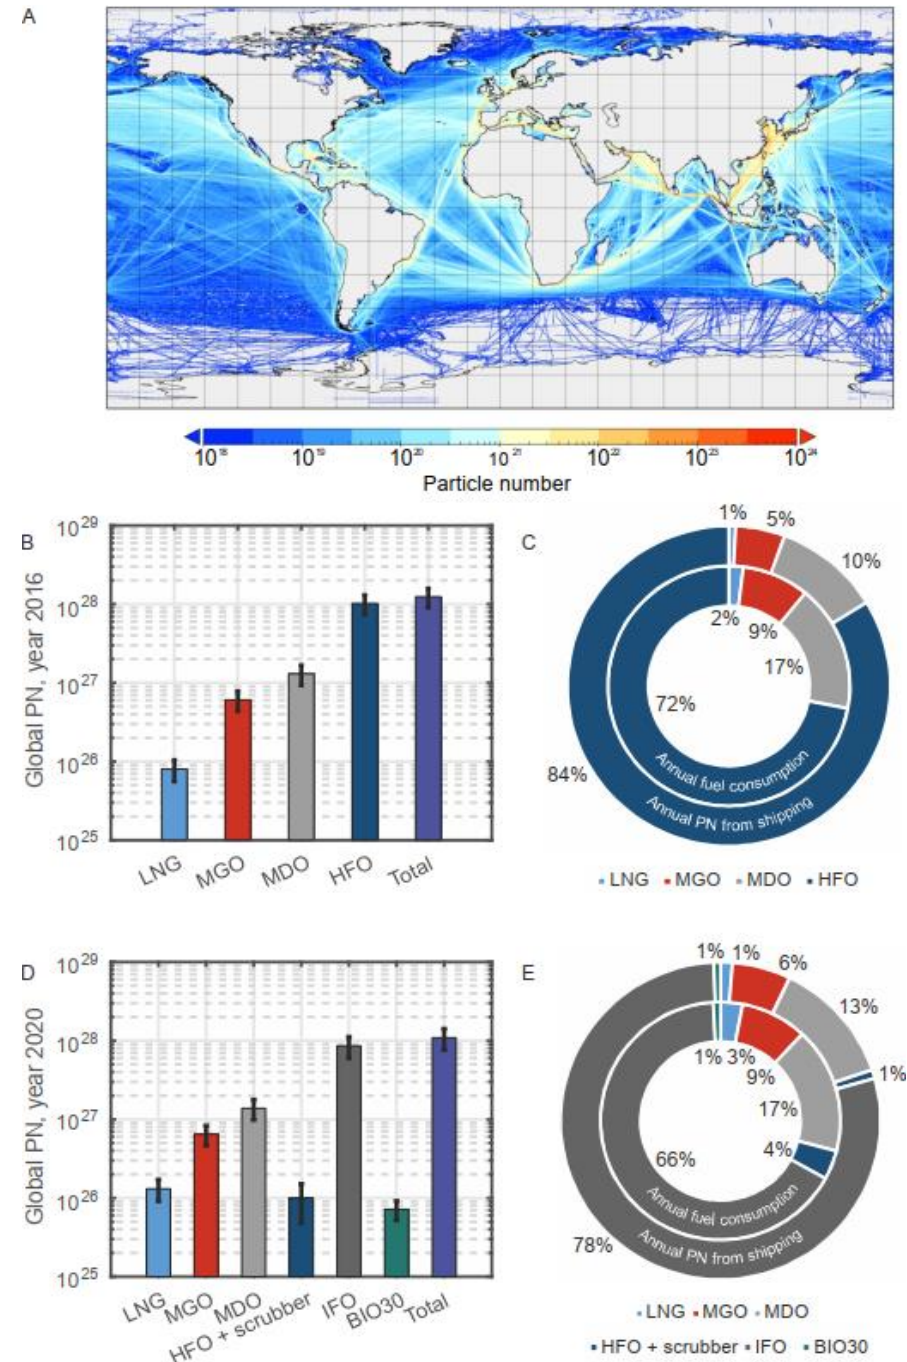 A
10^18 10^19 10^20 10^21 10^22 10^23 10^24
Particle number
B
Global PN, year 2016
10^29
10^28
10^27
10^26
10^25
LNG MGO MDO HFO Total
C
1% 5%
10%
2% 9%
17%
72%
84%
Annual fuel consumption
Annual PN from shipping
LNG MGO MDO HFO
D
Global PN, year 2020
10^29
10^28
10^27
10^26
10^25
LNG MGO MDO HFO + scrubber IFO BIO30 Total
E
1% 1% 6%
13%
1%
1% 3%
9%
17%
4%
66%
78%
Annual fuel consumption
Annual PN from shipping
LNG MGO MDO
HFO + scrubber IFO BIO30